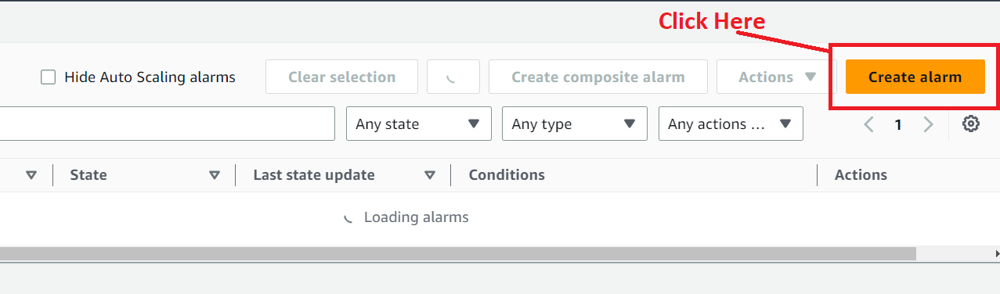 Click Here
Hide Auto Scaling alarms Clear selection Create composite alarm Actions Create alarm
Any state Any type Any actions ... 1
State Last state update Conditions Actions
Loading alarms